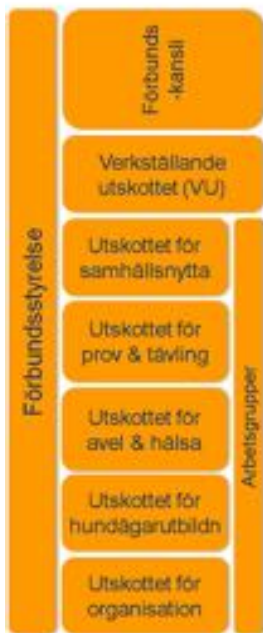 Förbundsstyrelse
Förbunds
-kansli
Verkställande
utskottet (VU)
Utskottet för
samhällsnytta
Utskottet för
prov & tävling
Utskottet för
avel & hälsa
Utskottet för
hundägarutbildn
Utskottet för
organisation
Arbetsgrupper